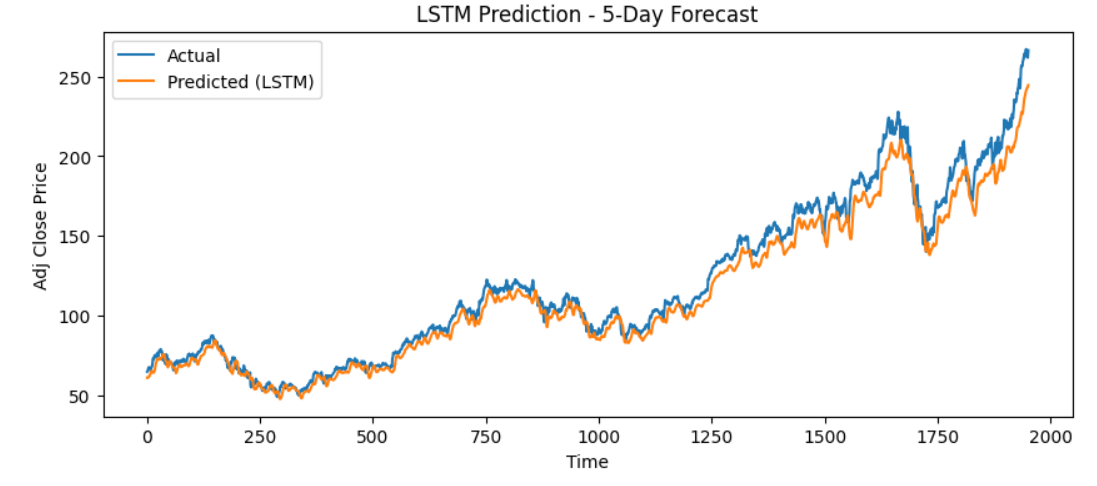 LSTM Prediction - 5-Day Forecast
Actual
Predicted (LSTM)
Adj Close Price
250
200
150
100
50
0 250 500 750 1000 1250 1500 1750 2000
Time